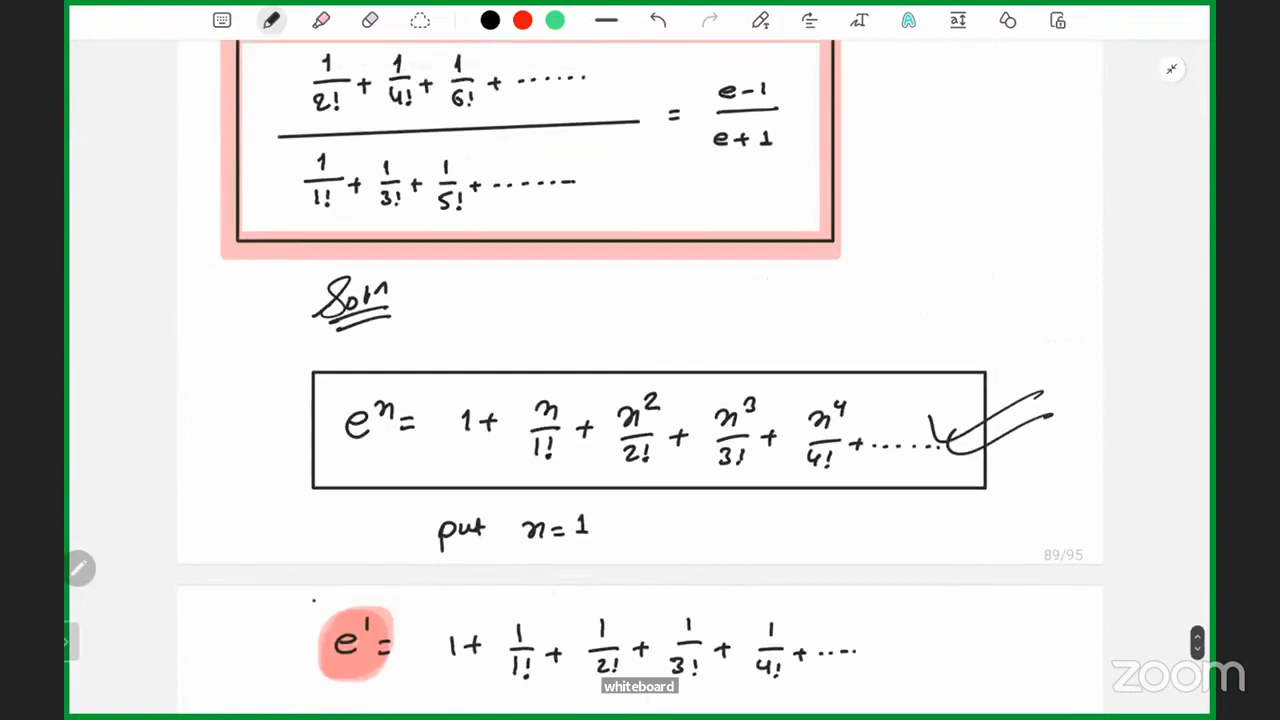 1/2! + 1/4! + 1/6! + ......
= e-1/e+1
1/1! + 1/3! + 1/5! + ......
Soln
eⁿ = 1 + n/1! + n²/2! + n³/3! + n⁴/4! + ......
put n = 1
89/95
e¹ = 1 + 1/1! + 1/2! + 1/3! + 1/4! + .....
whiteboard
zoom